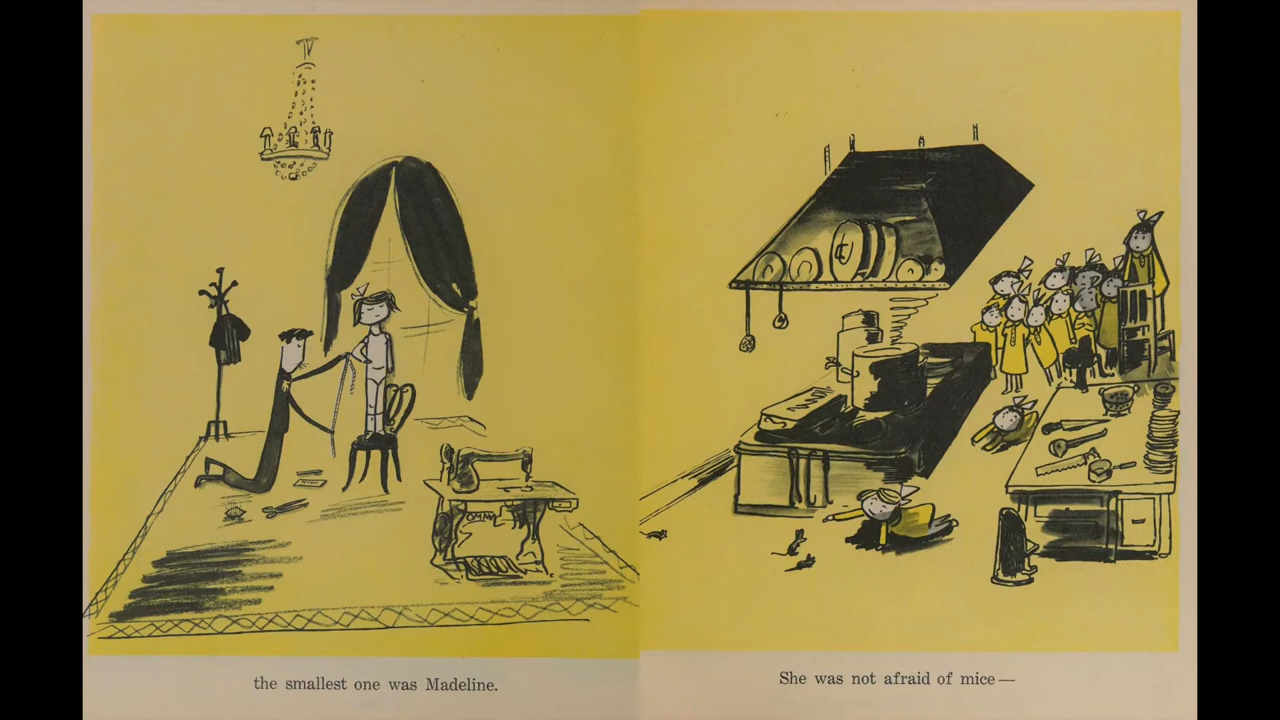 the smallest one was Madeline.
She was not afraid of mice—